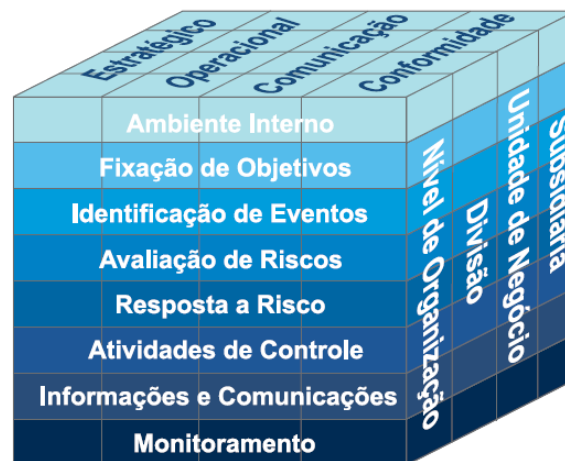 Estratégico
Operacional
Comunicação
Conformidade
Ambiente Interno
Fixação de Objetivos
Identificação de Eventos
Avaliação de Riscos
Resposta a Risco
Atividades de Controle
Informações e Comunicações
Monitoramento
Nível de Organização
Divisão
Unidade de Negócio
Subsidiaria